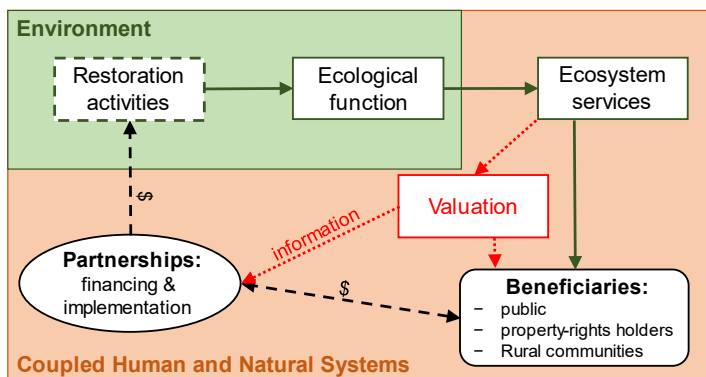 Environment
Restoration
activities
Ecological
function
Ecosystem
services
$
Valuation
information
Partnerships:
financing &
implementation
$
Beneficiaries:
− public
− property-rights holders
− Rural communities
Coupled Human and Natural Systems